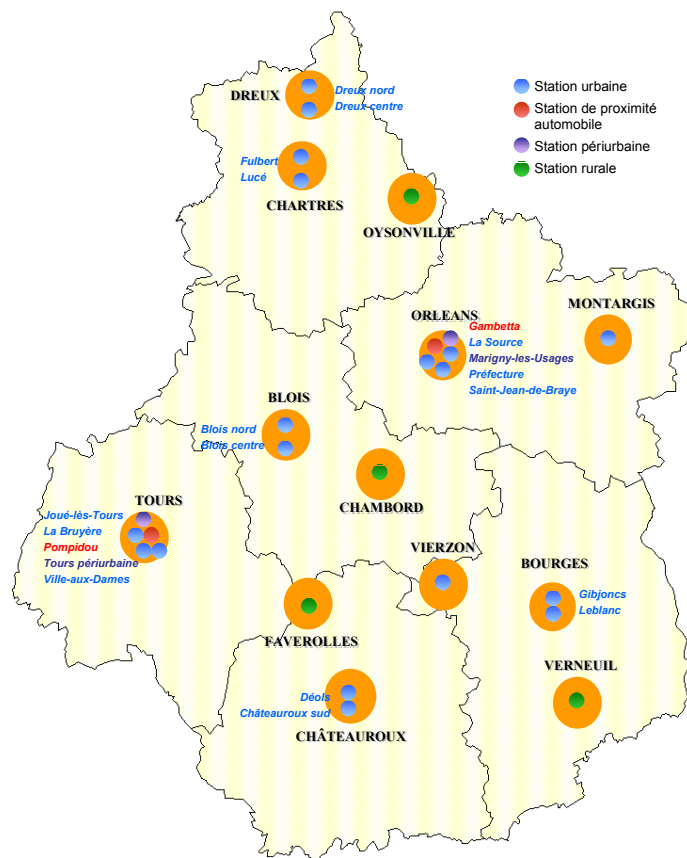 Station urbaine
Station de proximité
automobile
Station périurbaine
Station rurale
DREUX
Dreux nord
Dreux-centre
Fulbert
Lucé
CHARTRES
OYSONVILLE
ORLEANS
Gambetta
La Source
Marigny-les-Usages
Préfecture
Saint-Jean-de-Braye
MONTARGIS
BLOIS
Blois nord
Blois centre
CHAMBORD
TOURS
Joué-lès-Tours
La Bruyère
Pompidou
Tours périurbaine
Ville-aux-Dames
VIERZON
BOURGES
Gibjoncs
Leblanc
FAVEROLLES
VERNEUIL
Déols
Châteauroux sud
CHÂTEAUROUX